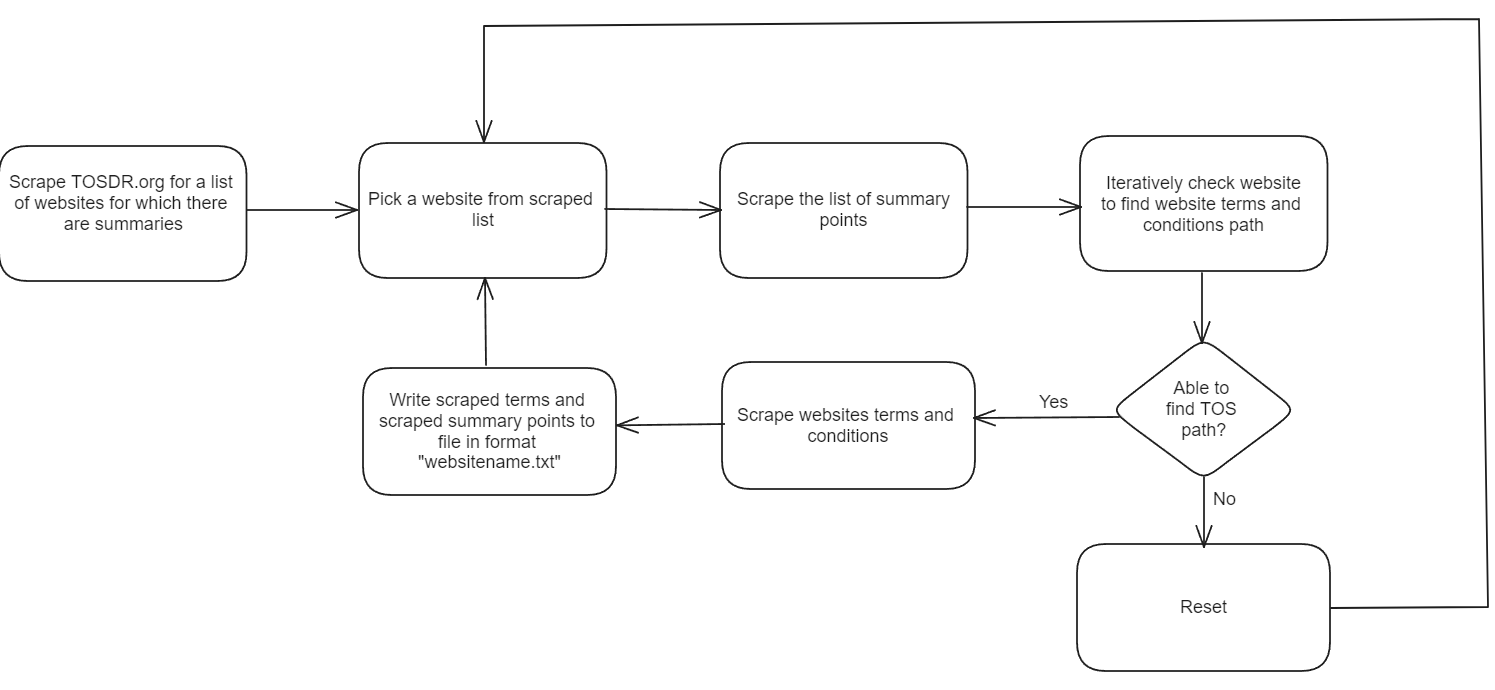 Scrape TOSDR.org for a list
of websites for which there
are summaries
Pick a website from scraped
list
Scrape the list of summary
points
Iteratively check website
to find website terms and
conditions path
Able to
find TOS
path?
Yes
Scrape websites terms and
conditions
Write scraped terms and
scraped summary points to
file in format
"websitename.txt"
No
Reset